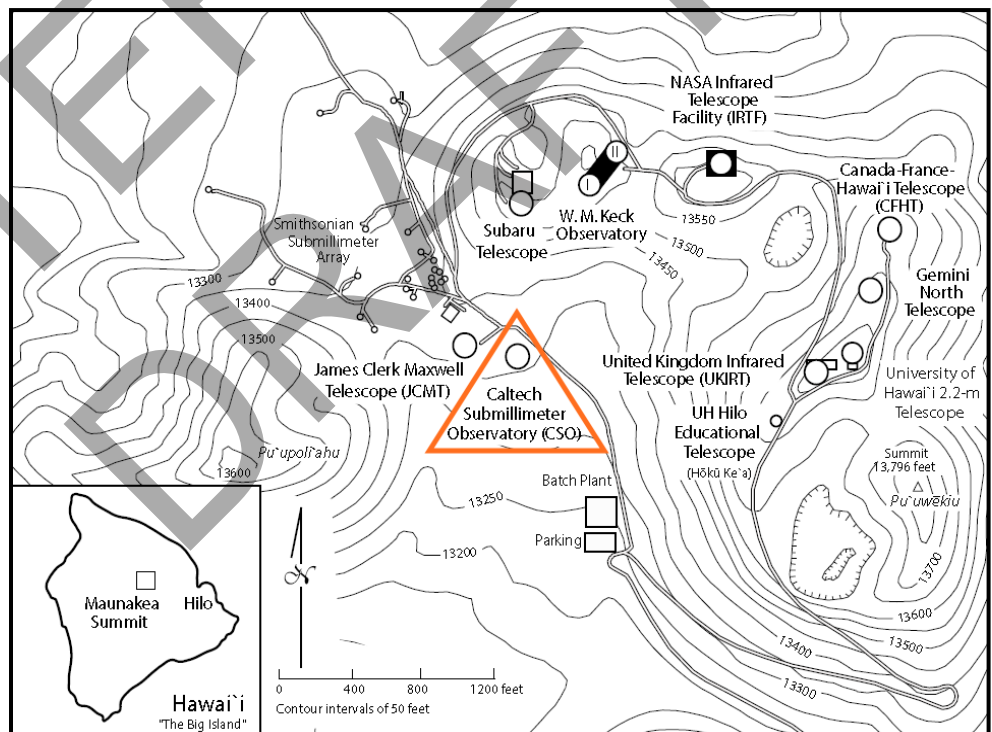 NASA Infrared
Telescope
Facility (IRTF)
Canada-France-
Hawai`i Telescope
(CFHT)
II
I
Subaru
Telescope
W. M. Keck
Observatory
Smithsonian
Submillimeter
Array
13550
13500
13450
Gemini
North
Telescope
13300
13400
13500
James Clerk Maxwell
Telescope (JCMT)
Caltech
Submillimeter
Observatory (CSO)
United Kingdom Infrared
Telescope (UKIRT)
University of
Hawai`i 2.2-m
Telescope
UH Hilo
Educational
Telescope
(Hōkū Ke`a)
Pu`upoli`ahu
13600
Summit
13,796 feet
Pu`uwēkiu
Batch Plant
13250
Parking
13200
13700
13600
13500
13400
13300
N
Maunakea
Summit
Hilo
Hawai`i
"The Big Island"
0 400 800 1200 feet
Contour intervals of 50 feet
DRAFT